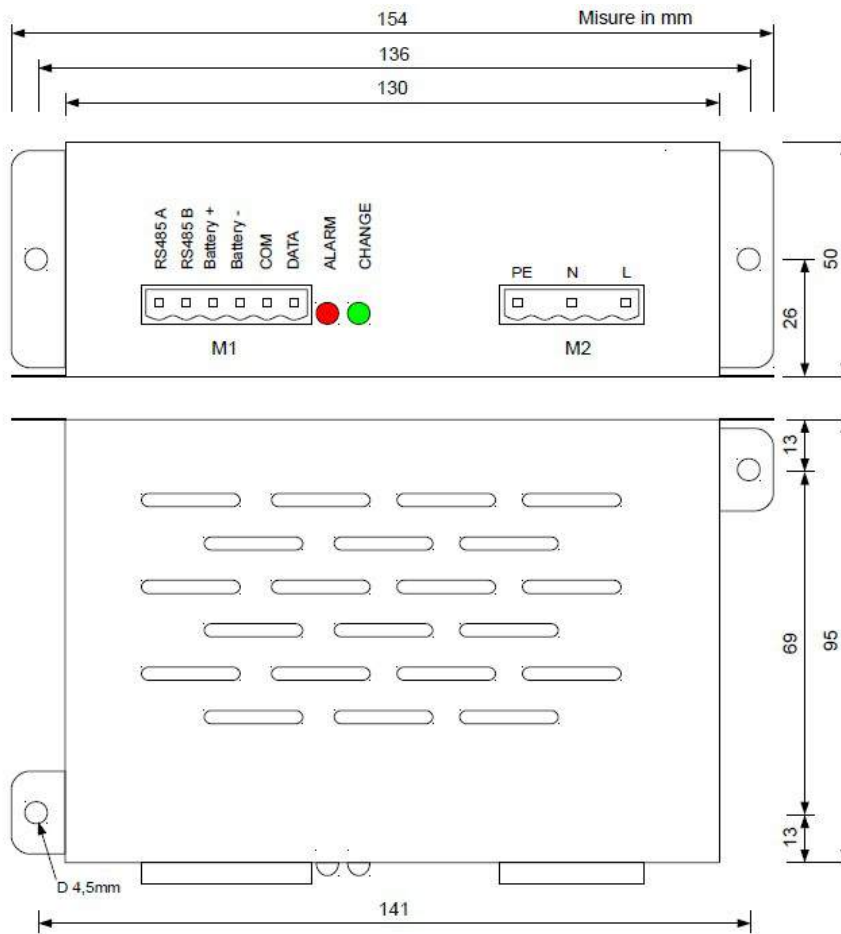 154
Misure in mm
136
130
RS485 A
RS485 B
Battery +
Battery -
COM
DATA
ALARM
CHANGE
PE N L
M1
M2
50
26
13
69
95
13
D 4,5mm
141